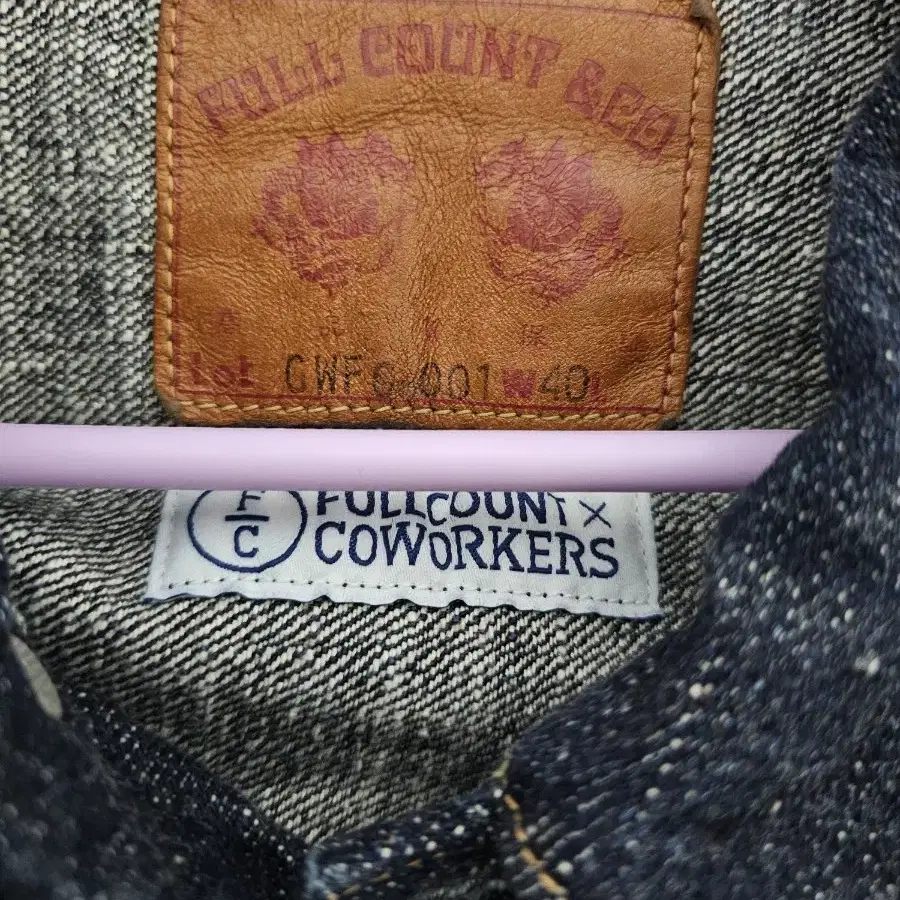 FULL COUNT & CO
Lot CWFC 001 W 40 L
F
C
FULLCOUNT ×
COWORKERS